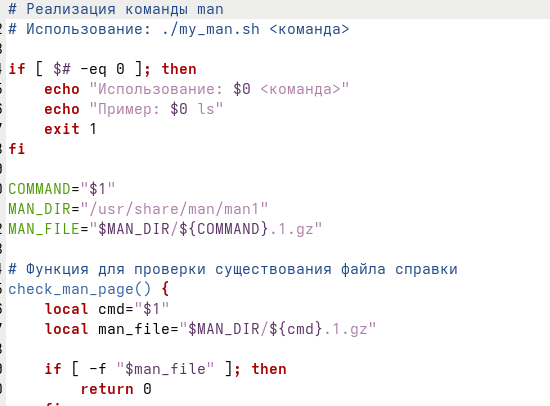 # Реализация команды man
# Использование: ./my_man.sh <команда>
if [ $# -eq 0 ]; then
    echo "Использование: $0 <команда>"
    echo "Пример: $0 ls"
    exit 1
fi
COMMAND="$1"
MAN_DIR="/usr/share/man/man1"
MAN_FILE="$MAN_DIR/${COMMAND}.1.gz"
# Функция для проверки существования файла справки
check_man_page() {
    local cmd="$1"
    local man_file="$MAN_DIR/${cmd}.1.gz"
    if [ -f "$man_file" ]; then
        return 0